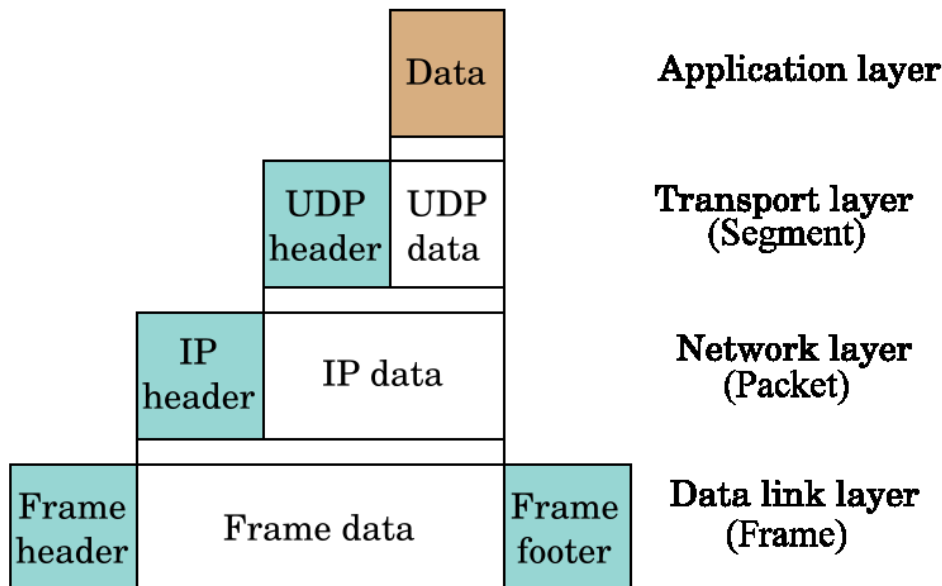 Data
Application layer
UDP
header
UDP
data
Transport layer
(Segment)
IP
header
IP data
Network layer
(Packet)
Frame
header
Frame data
Frame
footer
Data link layer
(Frame)